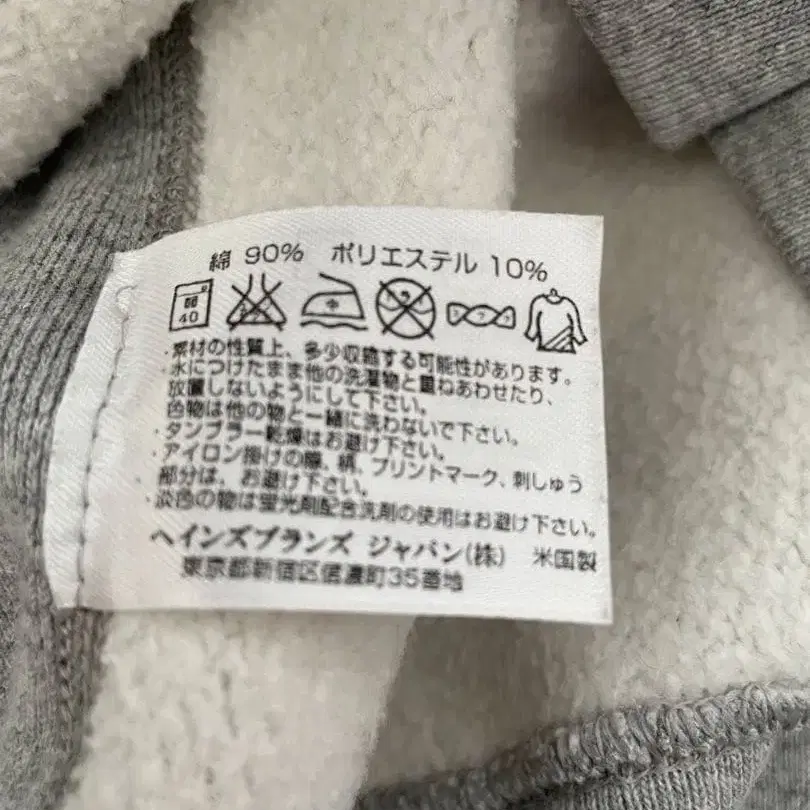 綿 90% ポリエステル 10%
40
・素材の性質上、多少収縮する可能性があります。
・水につけたまま他の洗濯物と重ねあわせたり、
放置しないようにして下さい。
色物は他の物と一緒に洗わないで下さい。
・タンブラー乾燥はお避け下さい。
・アイロン掛けの際、絹、プリントマーク、刺しゅう
部分は、お避け下さい。
・淡色の物は蛍光剤配合洗剤の使用はお避け下さい。
ヘインズブランズ ジャパン(株) 米国製
東京都新宿区信濃町35番地